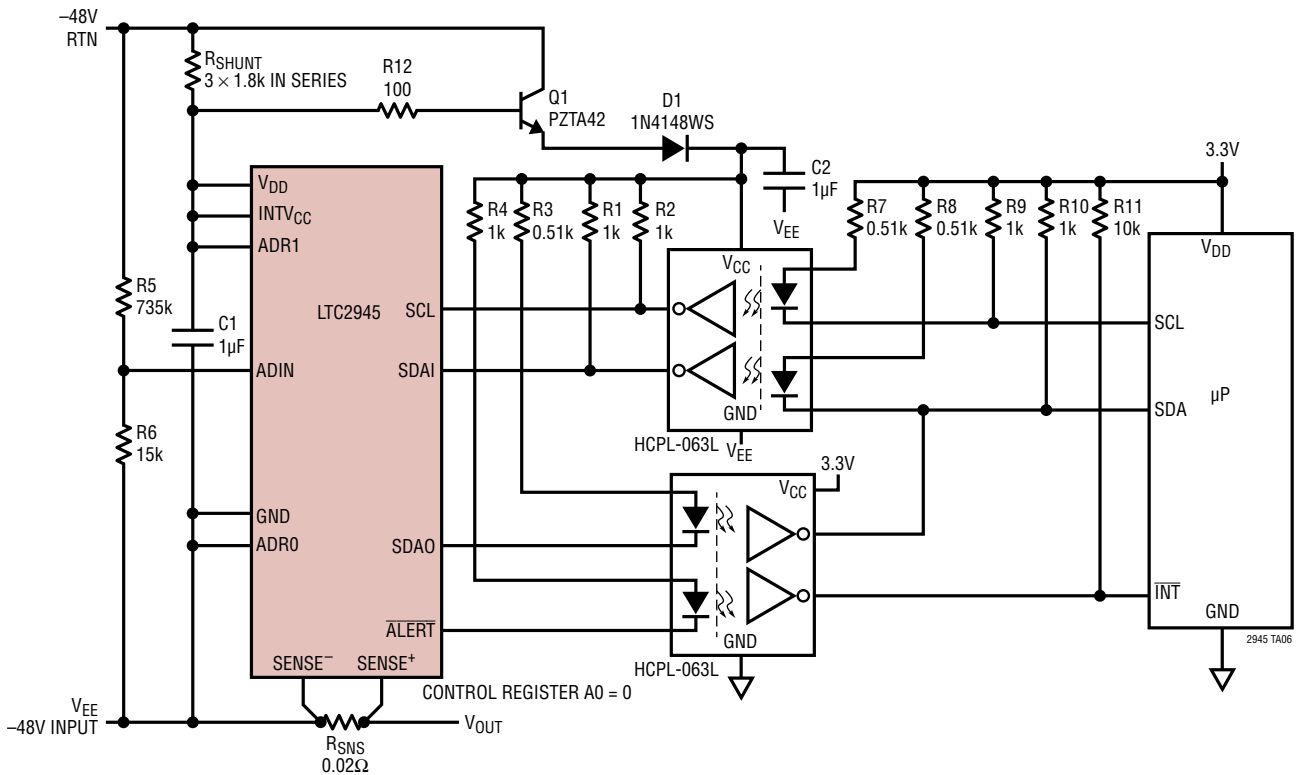 –48V
RTN
RSHUNT
3 × 1.8k IN SERIES
R12
100
Q1
PZTA42
D1
1N4148WS
C2
1µF
VEE
3.3V
VDD
INTVCC
ADR1
R4
1k
R3
0.51k
R1
1k
R2
1k
R7
0.51k
R8
0.51k
R9
1k
R10
1k
R11
10k
VCC
VDD
R5
735k
C1
1µF
LTC2945
SCL
SDAI
ADIN
SCL
SDA
µP
GND
HCPL-063L
VEE
R6
15k
3.3V
VCC
GND
ADR0
SDAO
ALERT
INT
GND
2945 TA06
GND
HCPL-063L
SENSE–
SENSE+
CONTROL REGISTER A0 = 0
VEE
–48V INPUT
VOUT
RSNS
0.02Ω